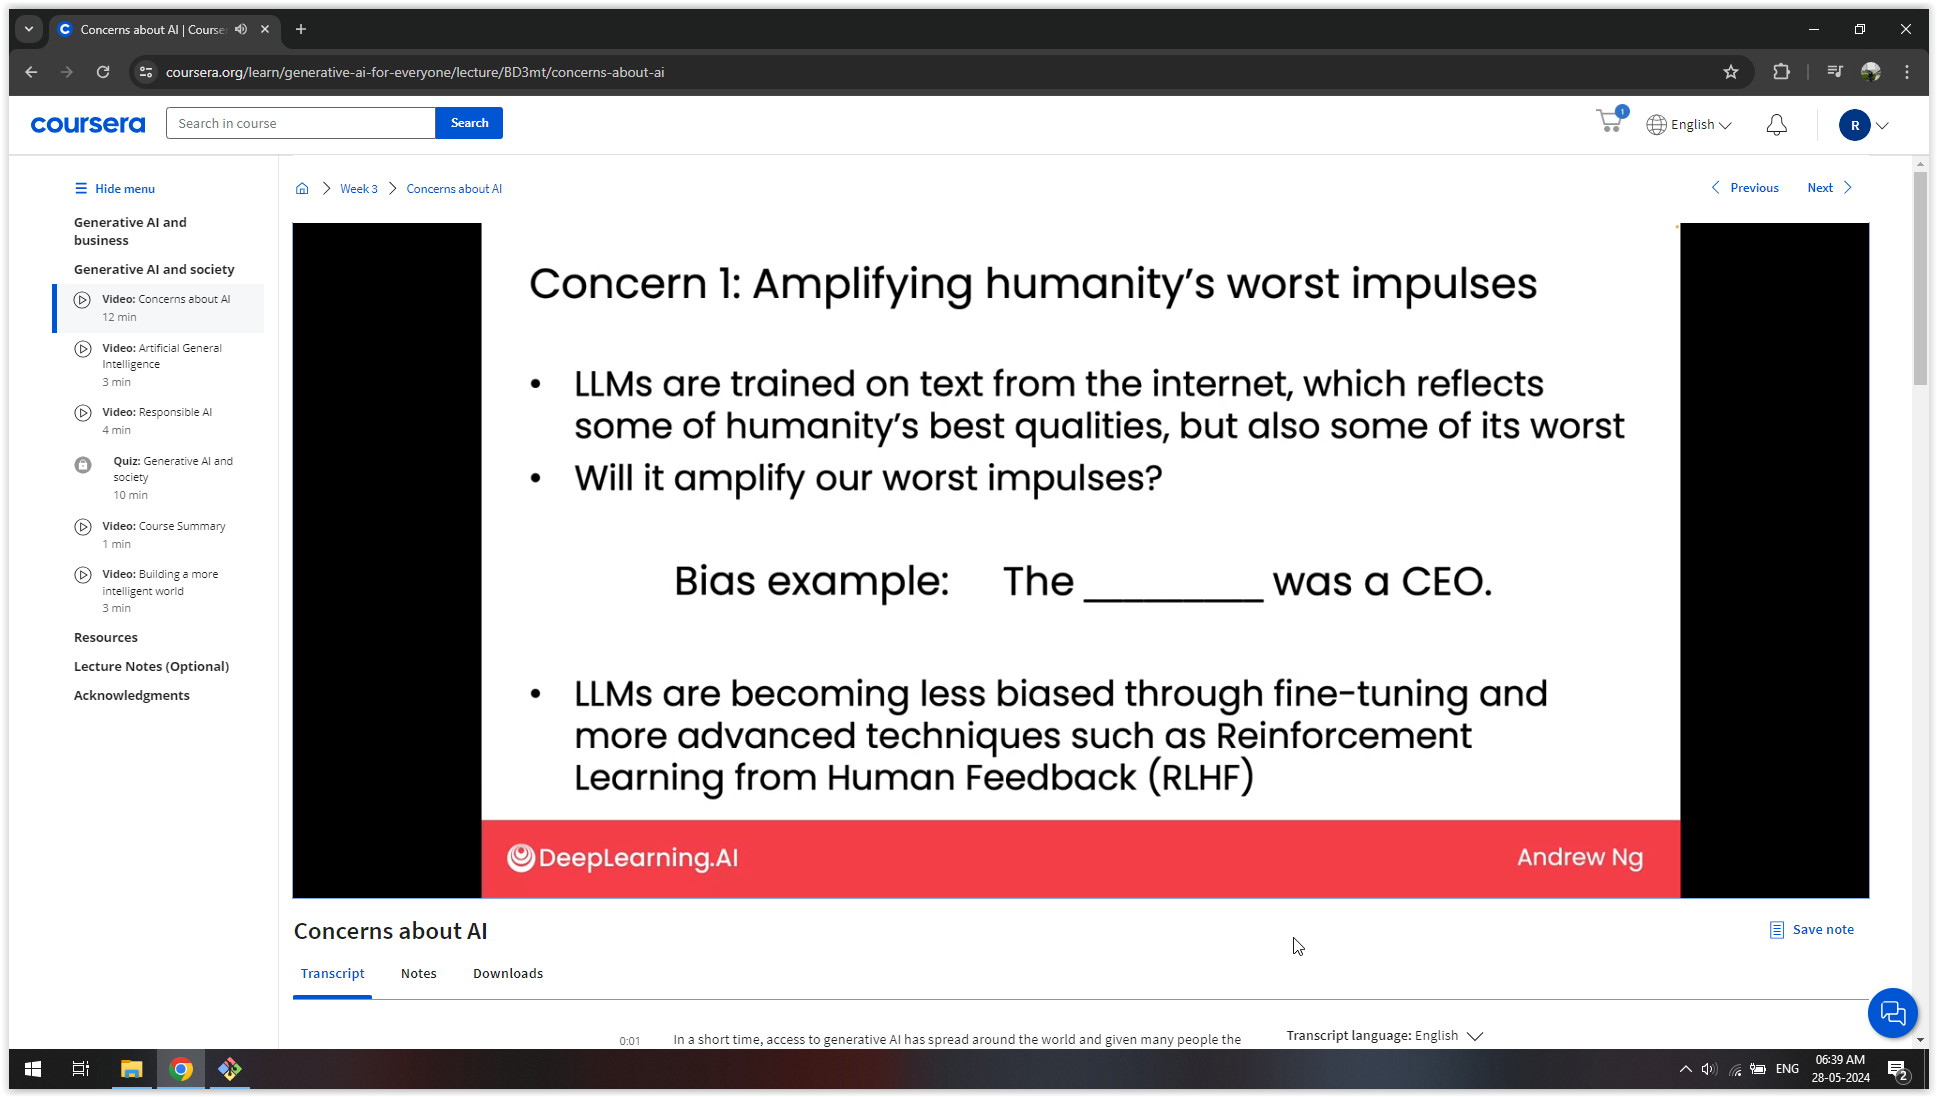 Concerns about AI | Course
coursera.org/learn/generative-ai-for-everyone/lecture/BD3mt/concerns-about-ai
coursera
Search in course
Search
1
English
R
Hide menu
Week 3
Concerns about AI
Previous
Next
Generative AI and
business
Generative AI and society
Video: Concerns about AI
12 min
Video: Artificial General
Intelligence
3 min
Video: Responsible AI
4 min
Quiz: Generative AI and
society
10 min
Video: Course Summary
1 min
Video: Building a more
intelligent world
3 min
Resources
Lecture Notes (Optional)
Acknowledgments
Concern 1: Amplifying humanity's worst impulses
• LLMs are trained on text from the internet, which reflects
some of humanity's best qualities, but also some of its worst
• Will it amplify our worst impulses?
Bias example: The ________ was a CEO.
• LLMs are becoming less biased through fine-tuning and
more advanced techniques such as Reinforcement
Learning from Human Feedback (RLHF)
DeepLearning.AI
Andrew Ng
Concerns about AI
Save note
Transcript
Notes
Downloads
0:01
In a short time, access to generative AI has spread around the world and given many people the
Transcript language: English
ENG
06:39 AM
28-05-2024
2